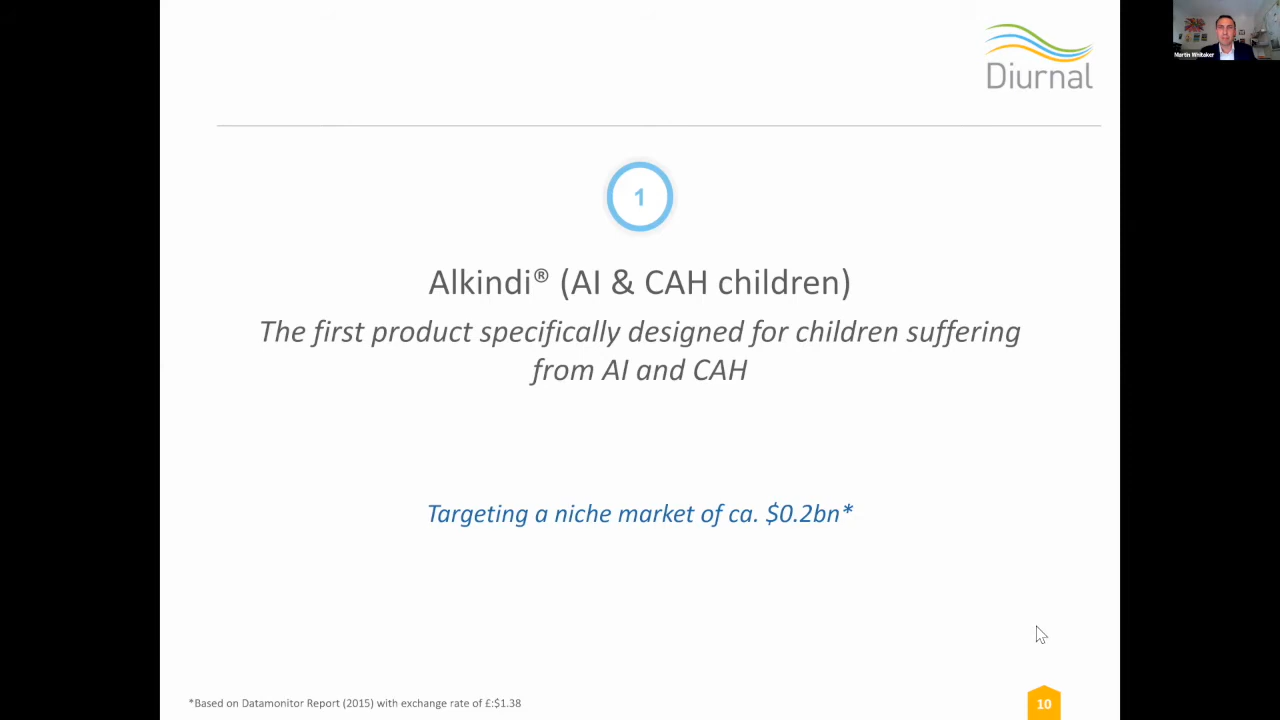 Diurnal
Martin Whitaker
1
Alkindi® (AI & CAH children)
The first product specifically designed for children suffering
from AI and CAH
Targeting a niche market of ca. $0.2bn*
*Based on Datamonitor Report (2015) with exchange rate of £:$1.38
10